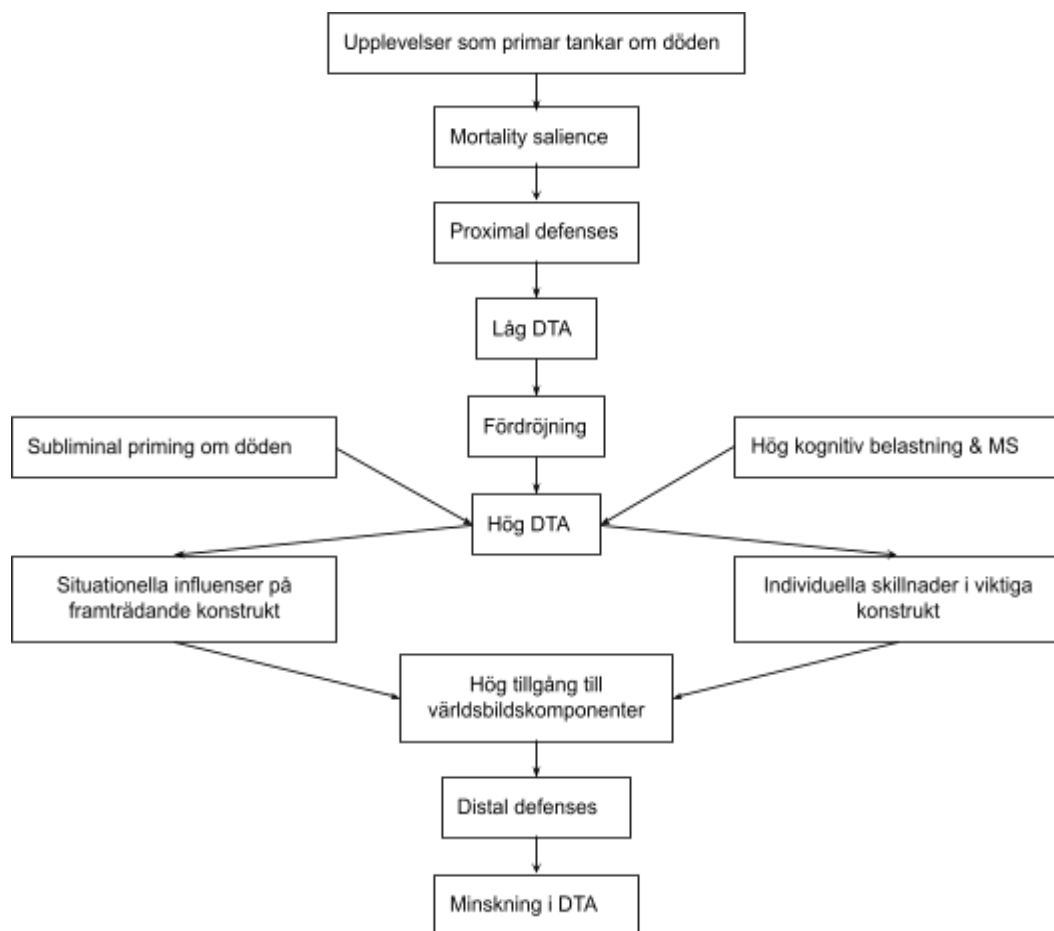 Upplevelser som primar tankar om döden
Mortality salience
Proximal defenses
Låg DTA
Fördröjning
Subliminal priming om döden
Hög kognitiv belastning & MS
Hög DTA
Situationella influenser på
framträdande konstrukt
Individuella skillnader i viktiga
konstrukt
Hög tillgång till
världsbildskomponenter
Distal defenses
Minskning i DTA